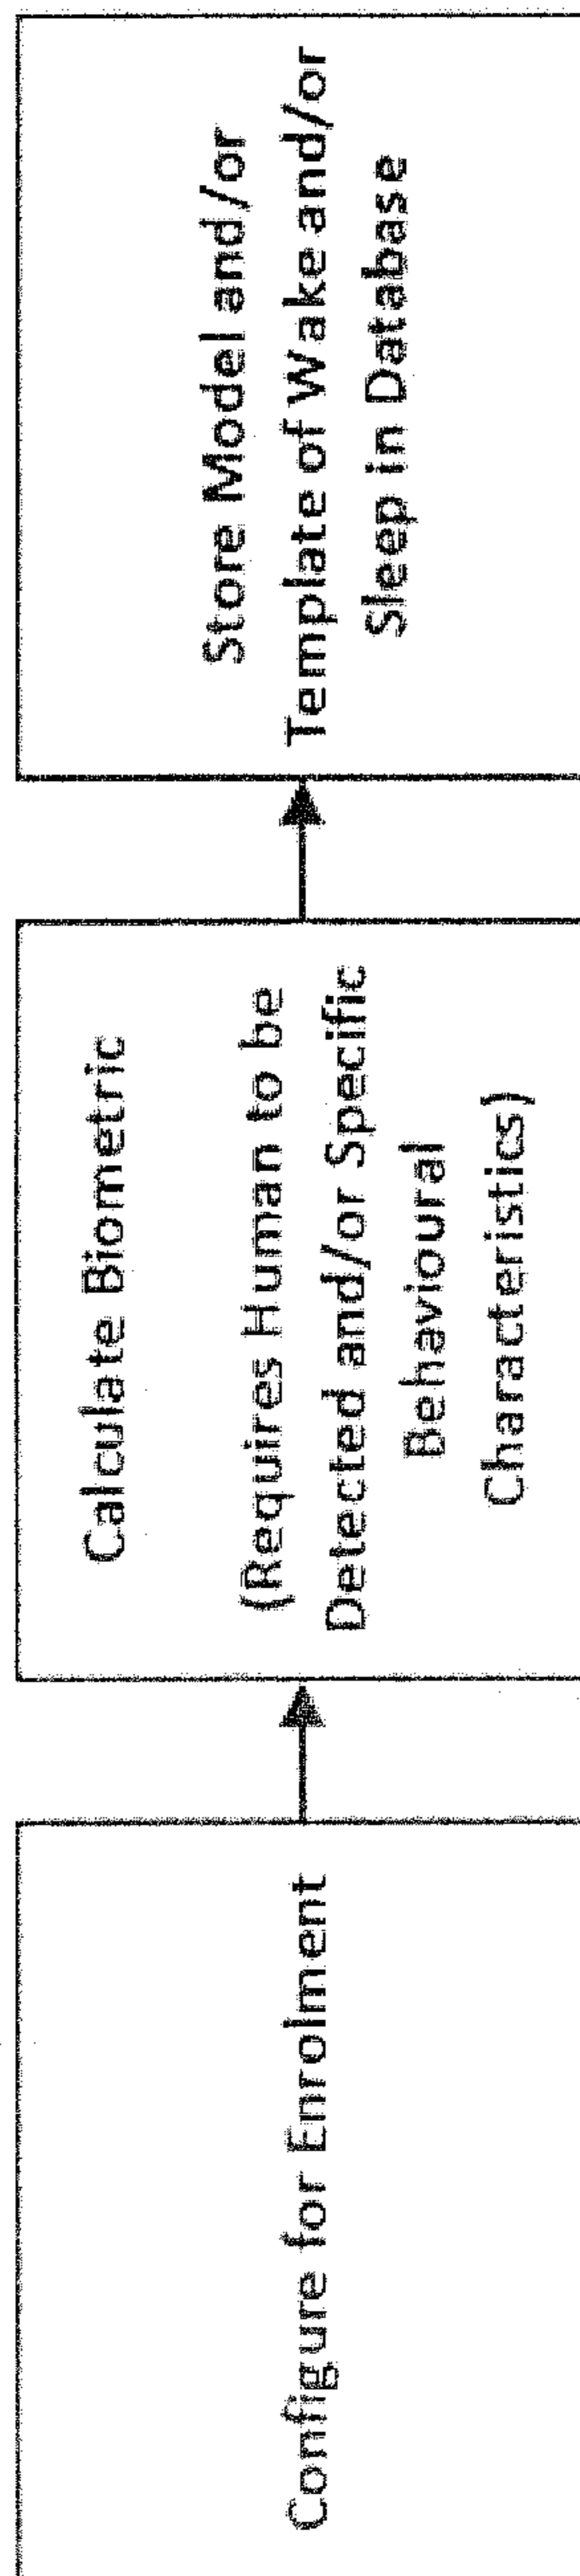 Configure for Enrolment
Calculate Biometric
(Requires Human to be
Detected and/or Specific
Behavioural
Characteristics)
Store Model and/or
Template of Wake and/or
Sleep in Database